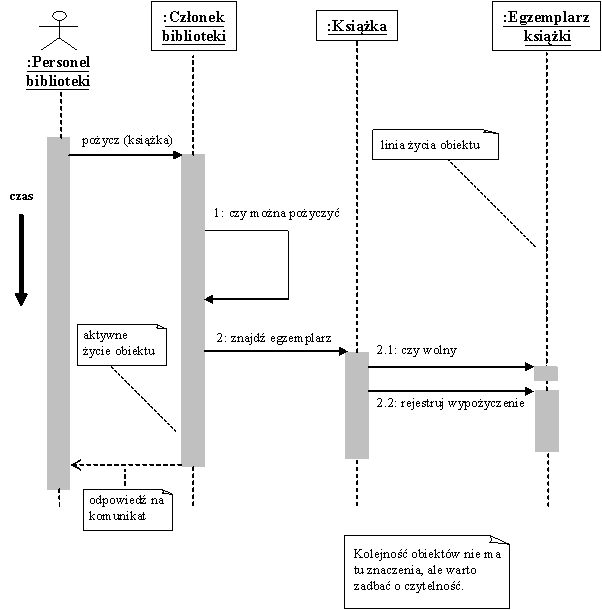 :Personel
biblioteki
:Członek
biblioteki
:Książka
:Egzemplarz
książki
pożycz (książka)
linia życia obiektu
czas
1: czy można pożyczyć
aktywne
życie obiektu
2: znajdź egzemplarz
2.1: czy wolny
2.2: rejestruj wypożyczenie
odpowiedź na
komunikat
Kolejność obiektów nie ma
tu znaczenia, ale warto
zadbać o czytelność.